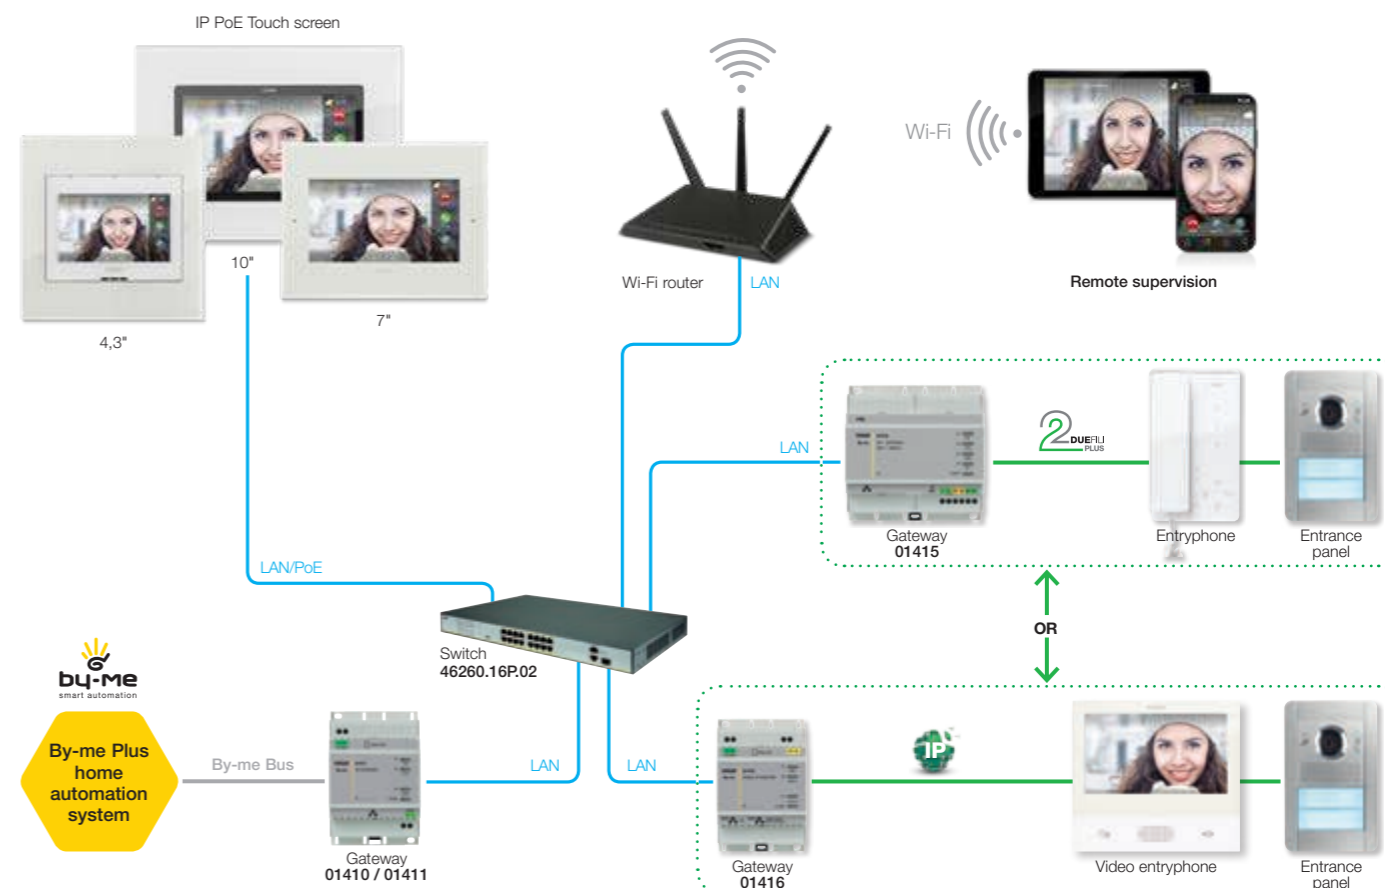 IP PoE Touch screen
10"
7"
4,3"
Wi-Fi router
LAN
Wi-Fi
Remote supervision
LAN
Gateway
01415
2 DUEFILI
PLUS
Entryphone
Entrance
panel
LAN/PoE
OR
Switch
46260.16P.02
by-me
smart automation
By-me Plus
home
automation
system
By-me Bus
Gateway
01410 / 01411
LAN
LAN
Gateway
01416
IP
Video entryphone
Entrance
panel